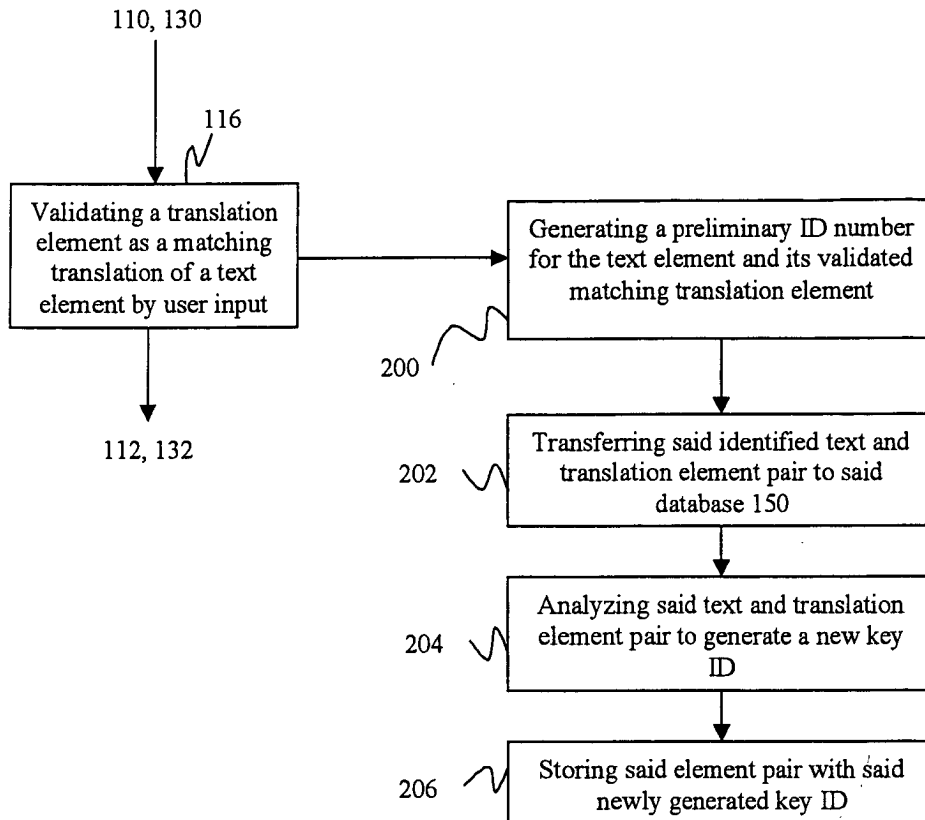 110, 130
116
Validating a translation
element as a matching
translation of a text
element by user input
112, 132
Generating a preliminary ID number
for the text element and its validated
matching translation element
200
Transferring said identified text and
translation element pair to said
database 150
202
Analyzing said text and translation
element pair to generate a new key
ID
204
Storing said element pair with said
newly generated key ID
206